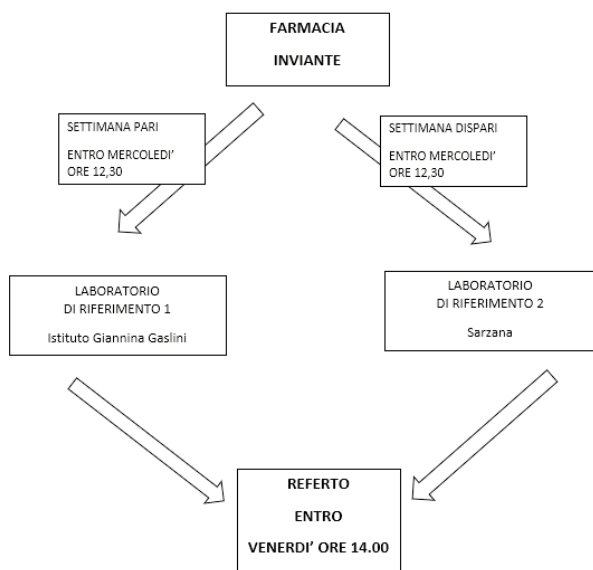 FARMACIA
INVIANTE
SETTIMANA PARI
ENTRO MERCOLEDI’
ORE 12,30
SETTIMANA DISPARI
ENTRO MERCOLEDI’
ORE 12,30
LABORATORIO
DI RIFERIMENTO 1
Istituto Giannina Gaslini
LABORATORIO
DI RIFERIMENTO 2
Sarzana
REFERTO
ENTRO
VENERDI’ ORE 14.00